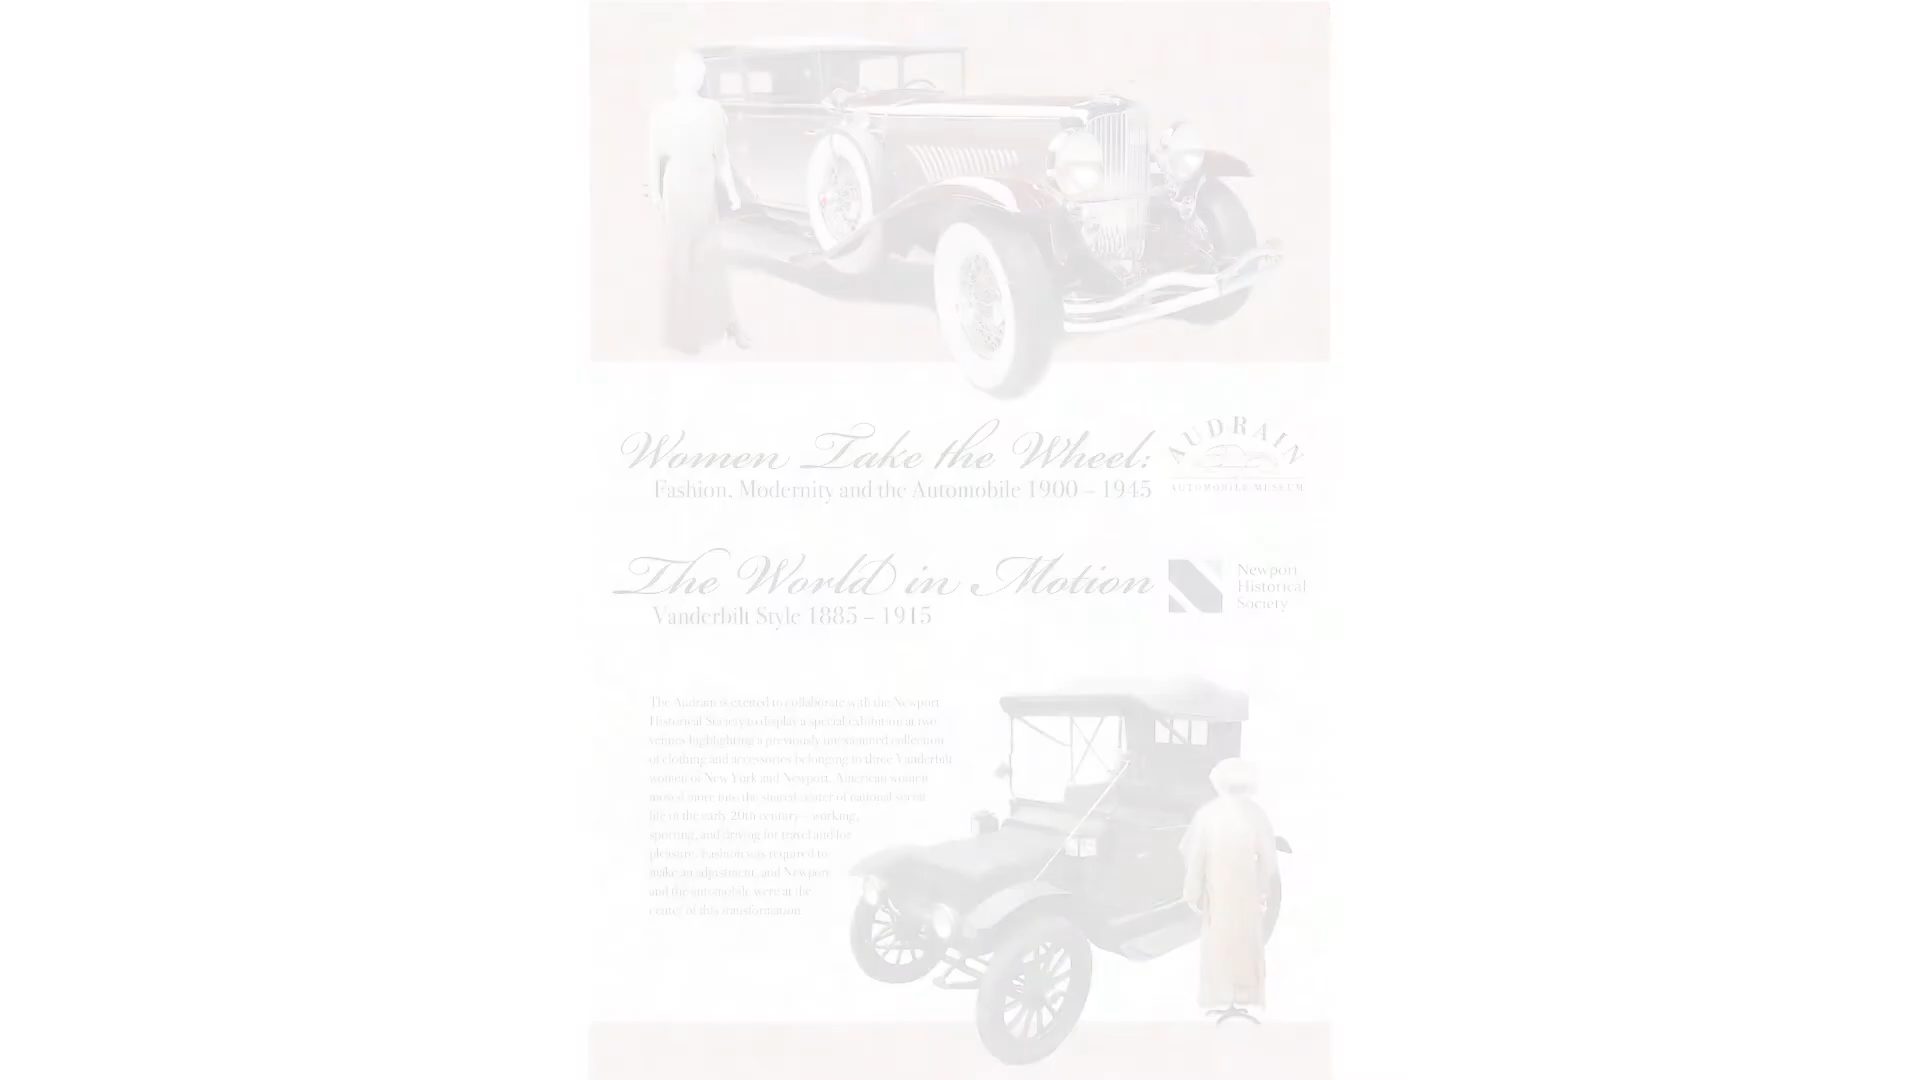 Women Take the Wheel:
Fashion, Modernity and the Automobile 1900 – 1945
AUDRAIN
AUTOMOBILE MUSEUM
The World in Motion
Vanderbilt Style 1885 – 1915
Newport
Historical
Society
The Audrain is excited to collaborate with the Newport
Historical Society to display a special exhibition at two
venues highlighting a previously unexamined collection
of clothing and accessories belonging to three Vanderbilt
women of New York and Newport. American women
moved more into the center of national social
life in the early 20th century – working,
sporting, and driving for travel and for
pleasure. Fashion was required to
make an adjustment, and Newport
and the automobile were at the
center of this transformation